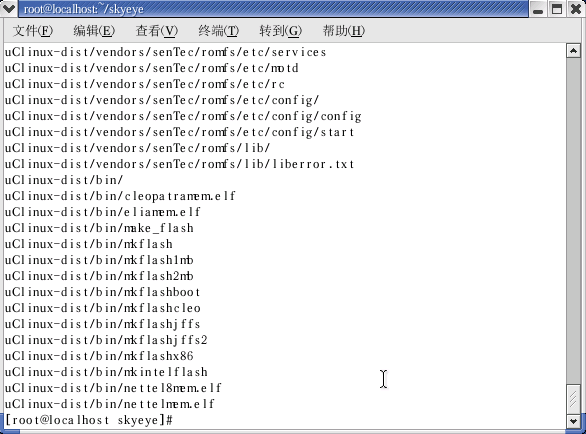 root@localhost:~/skyeye
文件(F) 编辑(E) 查看(V) 终端(T) 转到(G) 帮助(H)
uClinux-dist/vendors/senTec/romfs/etc/services
uClinux-dist/vendors/senTec/romfs/etc/motd
uClinux-dist/vendors/senTec/romfs/etc/rc
uClinux-dist/vendors/senTec/romfs/etc/config/
uClinux-dist/vendors/senTec/romfs/etc/config/config
uClinux-dist/vendors/senTec/romfs/etc/config/start
uClinux-dist/vendors/senTec/romfs/lib/
uClinux-dist/vendors/senTec/romfs/lib/liberror.txt
uClinux-dist/bin/
uClinux-dist/bin/cleopatramem.elf
uClinux-dist/bin/eliamem.elf
uClinux-dist/bin/make_flash
uClinux-dist/bin/mkflash
uClinux-dist/bin/mkflash1mb
uClinux-dist/bin/mkflash2mb
uClinux-dist/bin/mkflashboot
uClinux-dist/bin/mkflashcleo
uClinux-dist/bin/mkflashjffs
uClinux-dist/bin/mkflashjffs2
uClinux-dist/bin/mkflashx86
uClinux-dist/bin/mkintelflash
uClinux-dist/bin/nettel8mem.elf
uClinux-dist/bin/nettelmem.elf
[root@localhost skyeye]#